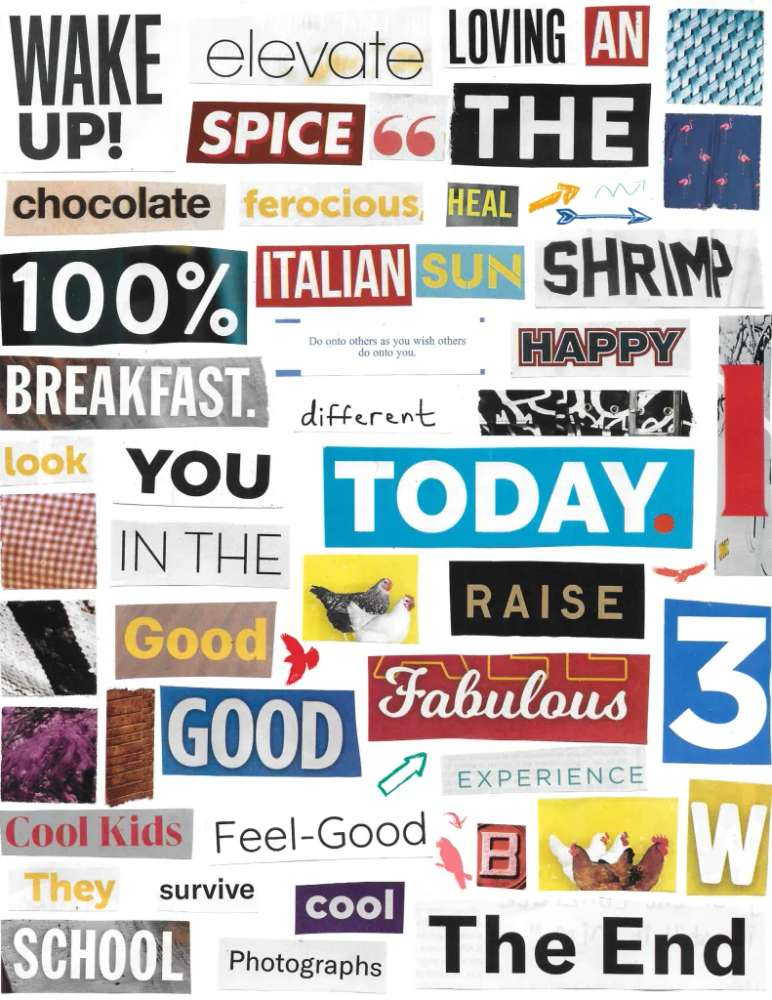 WAKE
UP!
elevate
LOVING
AN
SPICE
“
THE
chocolate
ferocious,
HEAL
100%
ITALIAN
SUN
SHRIMP
Do onto others as you wish others
do onto you.
HAPPY
BREAKFAST.
different
look
YOU
TODAY.
IN THE
RAISE
Good
ALL
Fabulous
3
GOOD
EXPERIENCE
Cool Kids
Feel-Good
B
W
They
survive
cool
The End
SCHOOL
Photographs